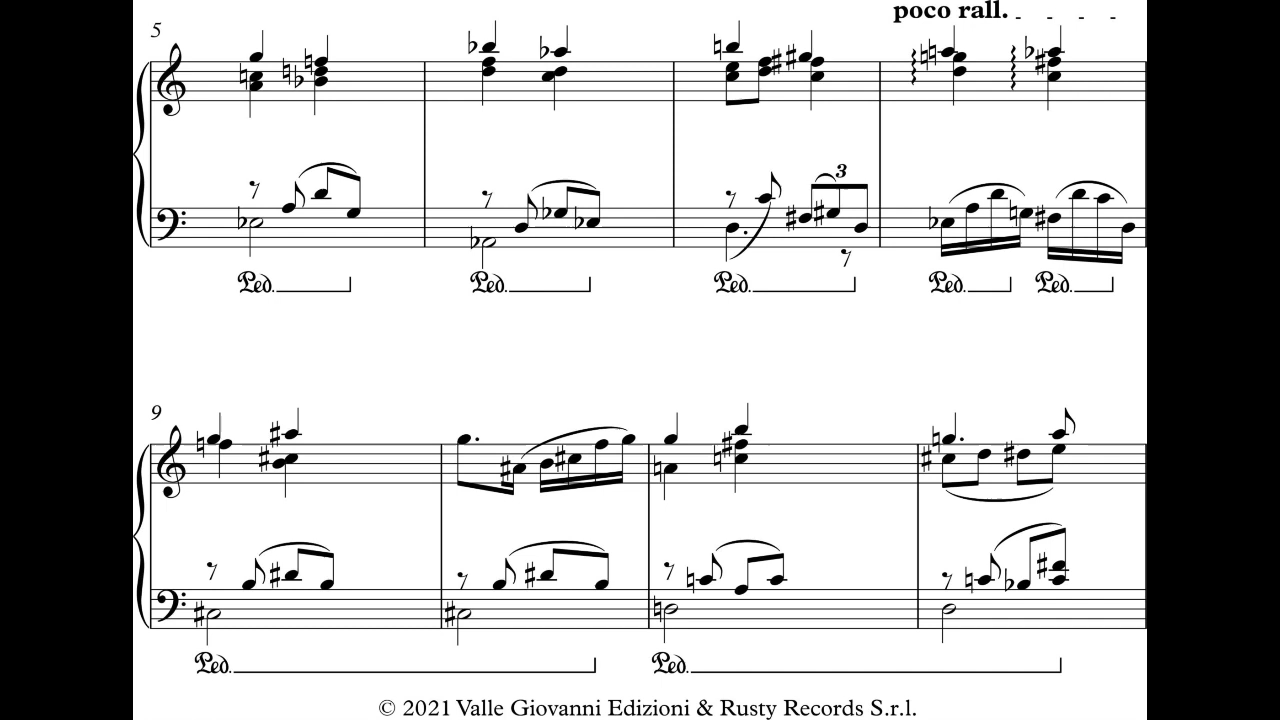 poco rall.
5
3
Ped. Ped. Ped. Ped. Ped.
9
Ped. Ped.
© 2021 Valle Giovanni Edizioni & Rusty Records S.r.l.